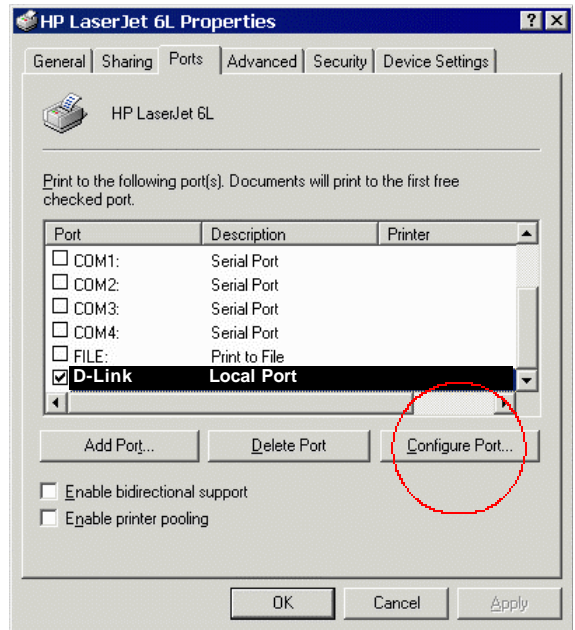 HP LaserJet 6L Properties
General Sharing Ports Advanced Security Device Settings
HP LaserJet 6L
Print to the following port(s). Documents will print to the first free
checked port.
Port Description Printer
COM1: Serial Port
COM2: Serial Port
COM3: Serial Port
COM4: Serial Port
FILE: Print to File
D-Link Local Port
Add Port... Delete Port Configure Port...
Enable bidirectional support
Enable printer pooling
OK Cancel Apply